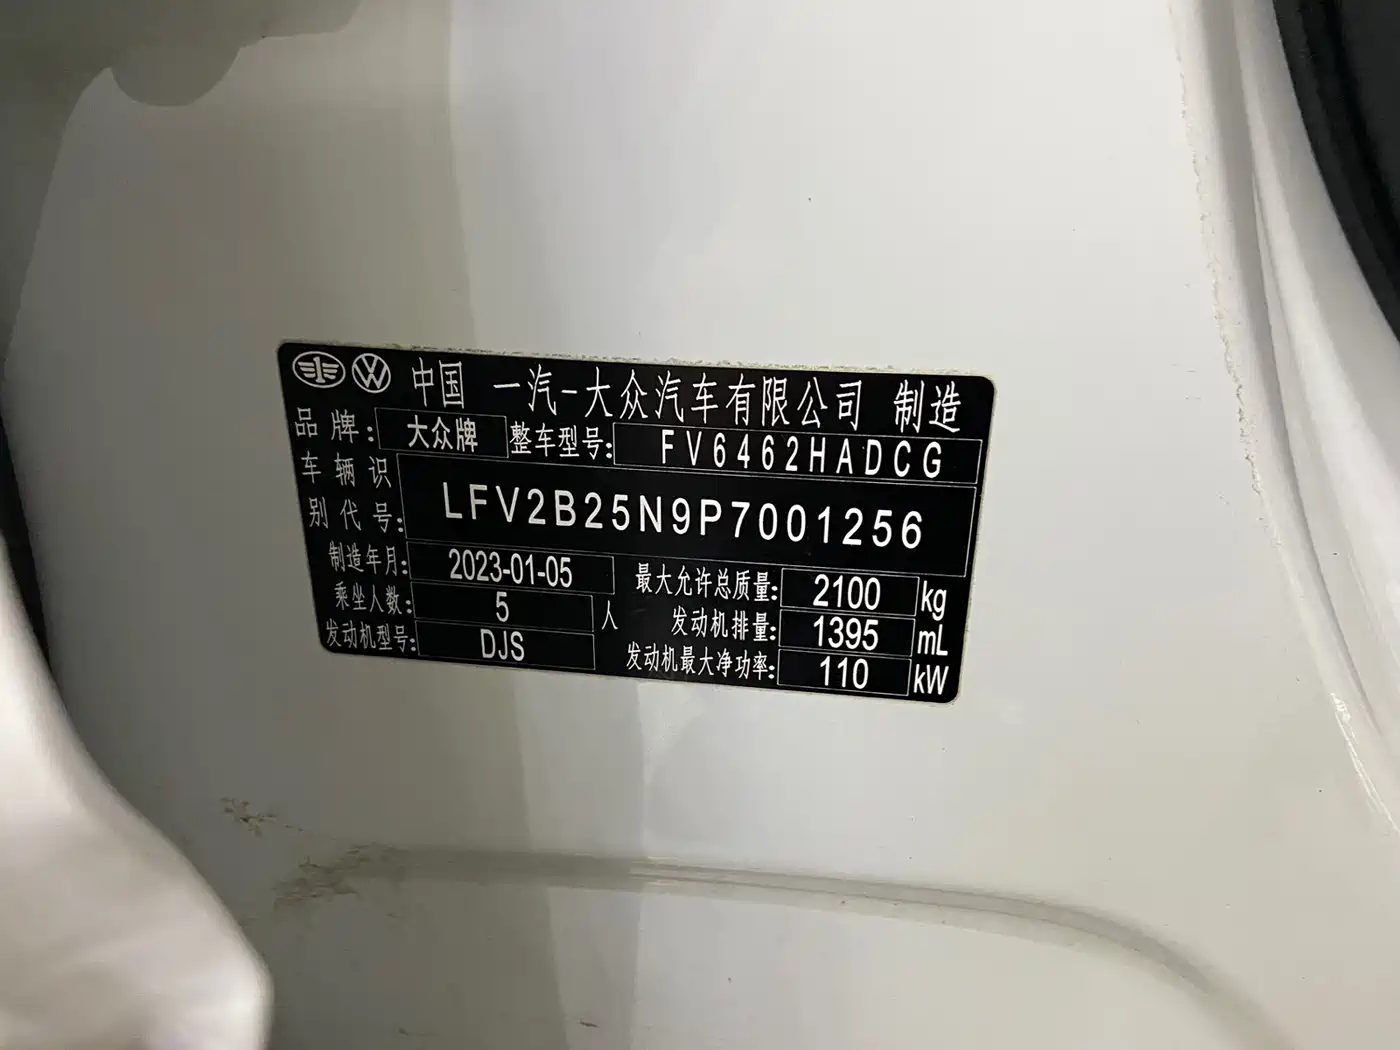 中国 一汽-大众汽车有限公司 制造
品牌: 大众牌 整车型号: FV6462HADCG
车辆识别代号: LFV2B25N9P7001256
制造年月: 2023-01-05 最大允许总质量: 2100 kg
乘坐人数: 5 人 发动机排量: 1395 mL
发动机型号: DJS 发动机最大净功率: 110 kW